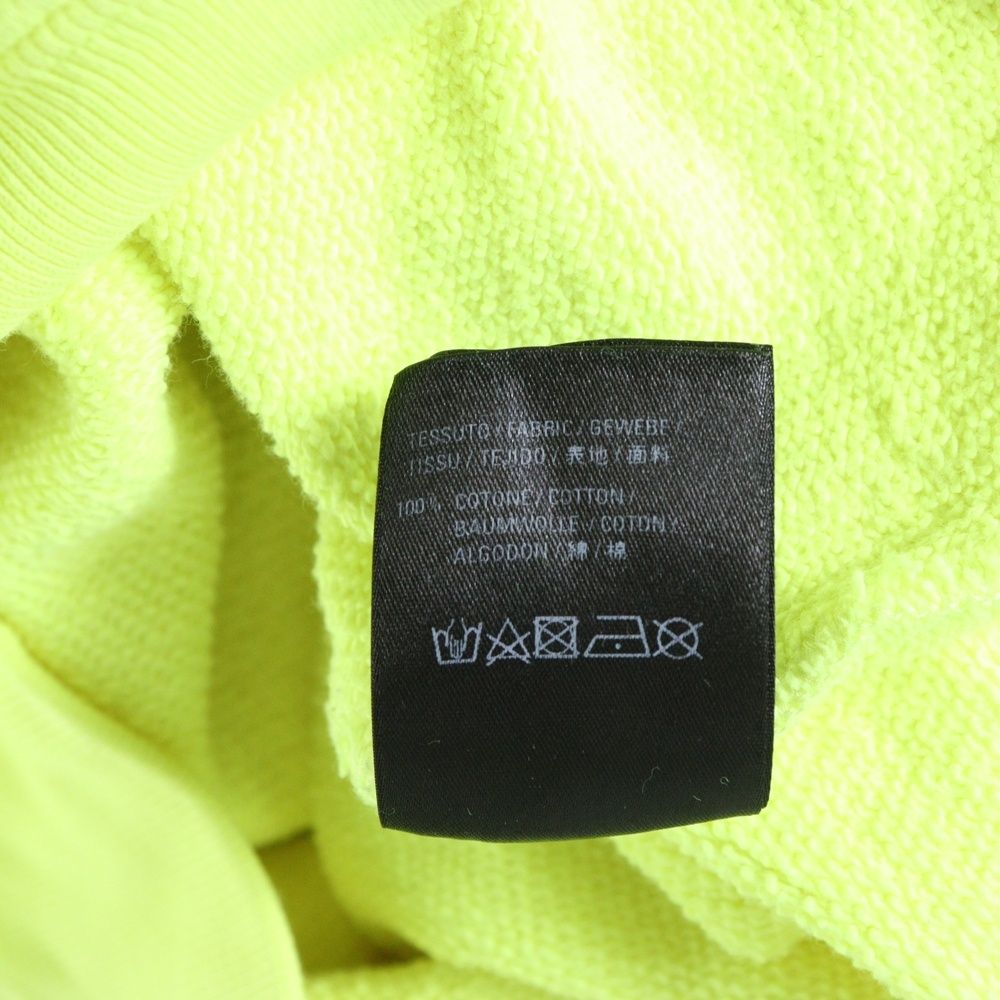 TESSUTO / FABRIC / GEWEBE /
TISSU / TEJIDO / 表地 / 面料
100% COTONE / COTTON /
BAUMWOLLE / COTON /
ALGODON / 綿 / 棉